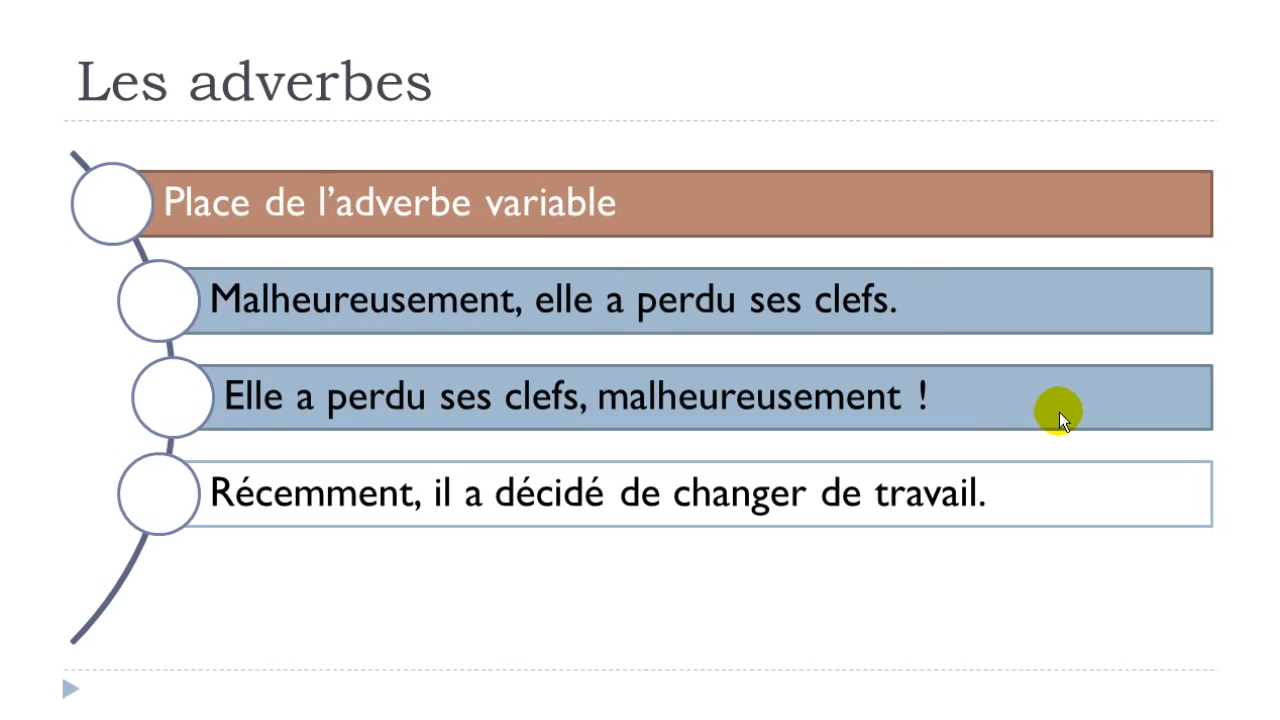 Les adverbes
Place de l’adverbe variable
Malheureusement, elle a perdu ses clefs.
Elle a perdu ses clefs, malheureusement !
Récemment, il a décidé de changer de travail.